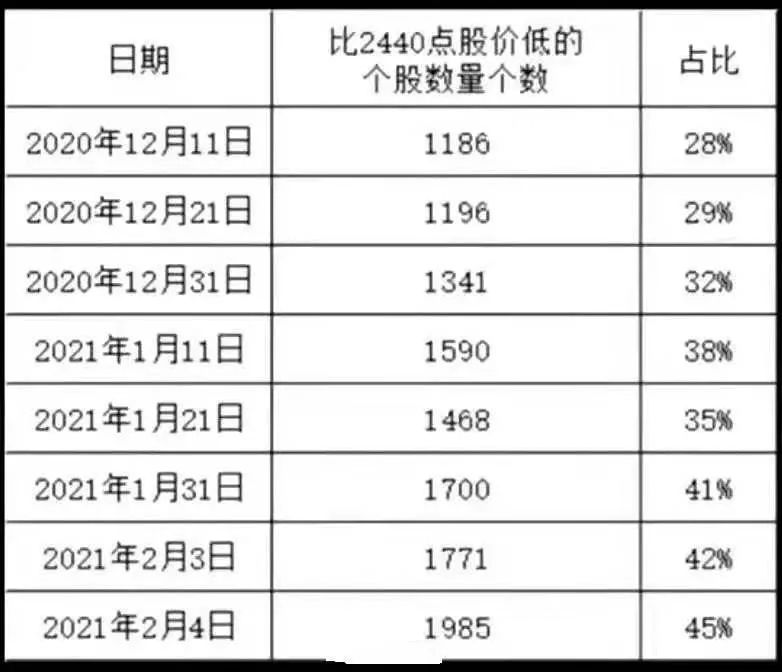 日期 比2440点股价低的 占比
个股数量个数
2020年12月11日 1186 28%
2020年12月21日 1196 29%
2020年12月31日 1341 32%
2021年1月11日 1590 38%
2021年1月21日 1468 35%
2021年1月31日 1700 41%
2021年2月3日 1771 42%
2021年2月4日 1985 45%